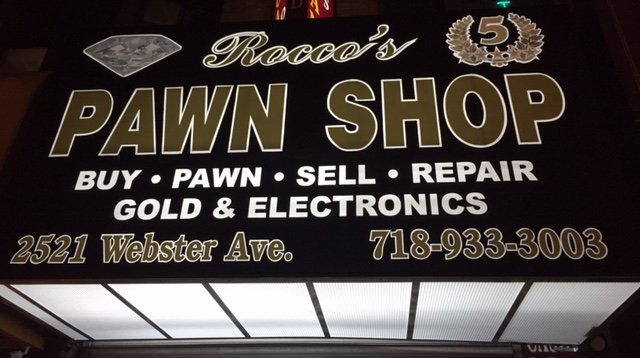 Rocco's 5
PAWN SHOP
BUY • PAWN • SELL • REPAIR
GOLD & ELECTRONICS
2521 Webster Ave. 718-933-3003